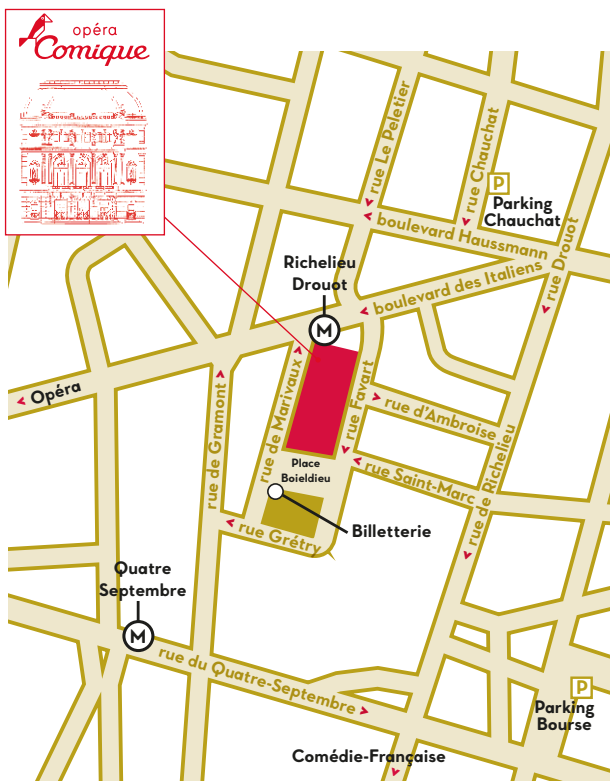 opéra
Comique
rue Le Peletier
rue Chauchat
P
Parking
Chauchat
boulevard Haussmann
rue Drouot
Richelieu
Drouot
M
boulevard des Italiens
Opéra
rue de Gramont
rue de Marivaux
rue Favart
rue d'Ambroise
rue de Richelieu
Place
Boieldieu
rue Saint-Marc
Billetterie
rue Grétry
Quatre
Septembre
M
rue du Quatre-Septembre
P
Parking
Bourse
Comédie-Française